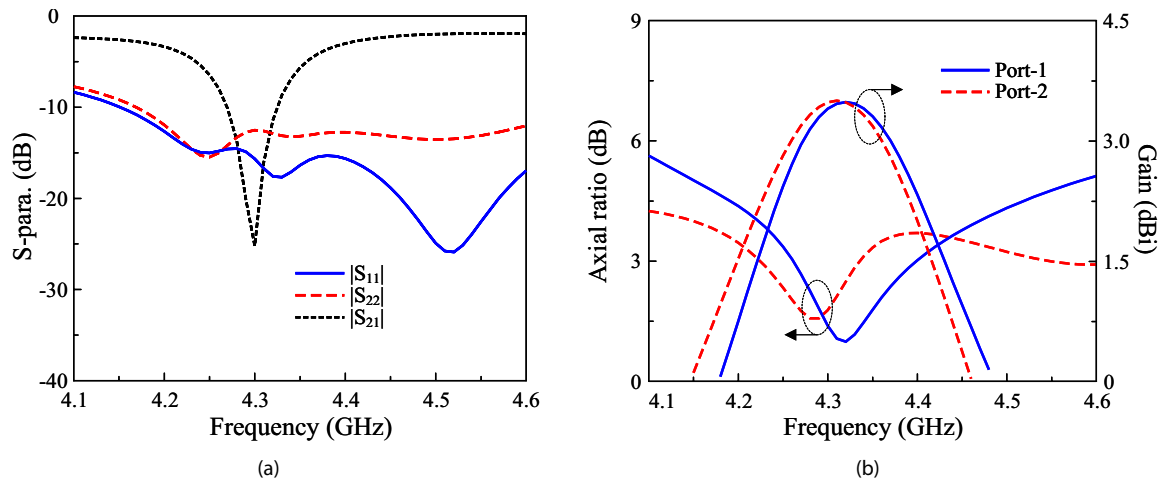 0
-10
-20
-30
-40
S-para. (dB)
|S11|
|S22|
|S21|
4.1 4.2 4.3 4.4 4.5 4.6
Frequency (GHz)
(a)
9
6
3
0
Axial ratio (dB)
Port-1
Port-2
4.5
3.0
1.5
0
Gain (dBi)
4.1 4.2 4.3 4.4 4.5 4.6
Frequency (GHz)
(b)